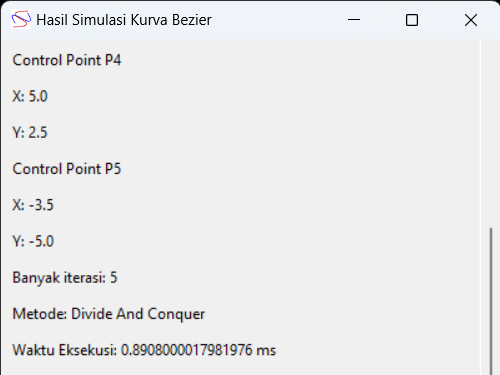 Hasil Simulasi Kurva Bezier
Control Point P4
X: 5.0
Y: 2.5
Control Point P5
X: -3.5
Y: -5.0
Banyak iterasi: 5
Metode: Divide And Conquer
Waktu Eksekusi: 0.8908000017981976 ms